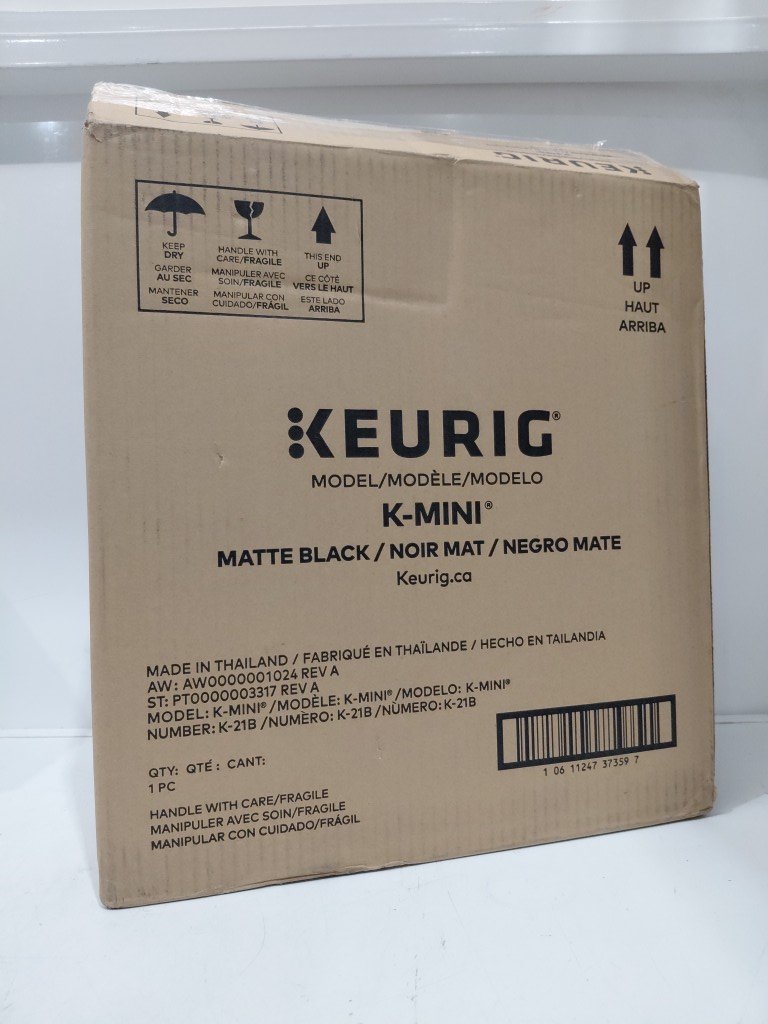 KEURIG
KEEP
DRY
GARDER
AU SEC
MANTENER
SECO
HANDLE WITH
CARE/FRAGILE
MANIPULER AVEC
SOIN/FRAGILE
MANIPULAR CON
CUIDADO/FRÁGIL
THIS END
UP
CE CÔTÉ
VERS LE HAUT
ESTE LADO
ARRIBA
UP
HAUT
ARRIBA
KEURIG®
MODEL/MODÈLE/MODELO
K-MINI®
MATTE BLACK / NOIR MAT / NEGRO MATE
Keurig.ca
MADE IN THAILAND / FABRIQUÉ EN THAÏLANDE / HECHO EN TAILANDIA
AW: AW0000001024 REV A
ST: PT0000003317 REV A
MODEL: K-MINI® /MODÈLE: K-MINI® /MODELO: K-MINI®
NUMBER: K-21B /NUMÈRO: K-21B /NÙMERO: K-21B
QTY: QTÉ : CANT:
1 PC
HANDLE WITH CARE/FRAGILE
MANIPULER AVEC SOIN/FRAGILE
MANIPULAR CON CUIDADO/FRÁGIL
1 06 11247 37359 7